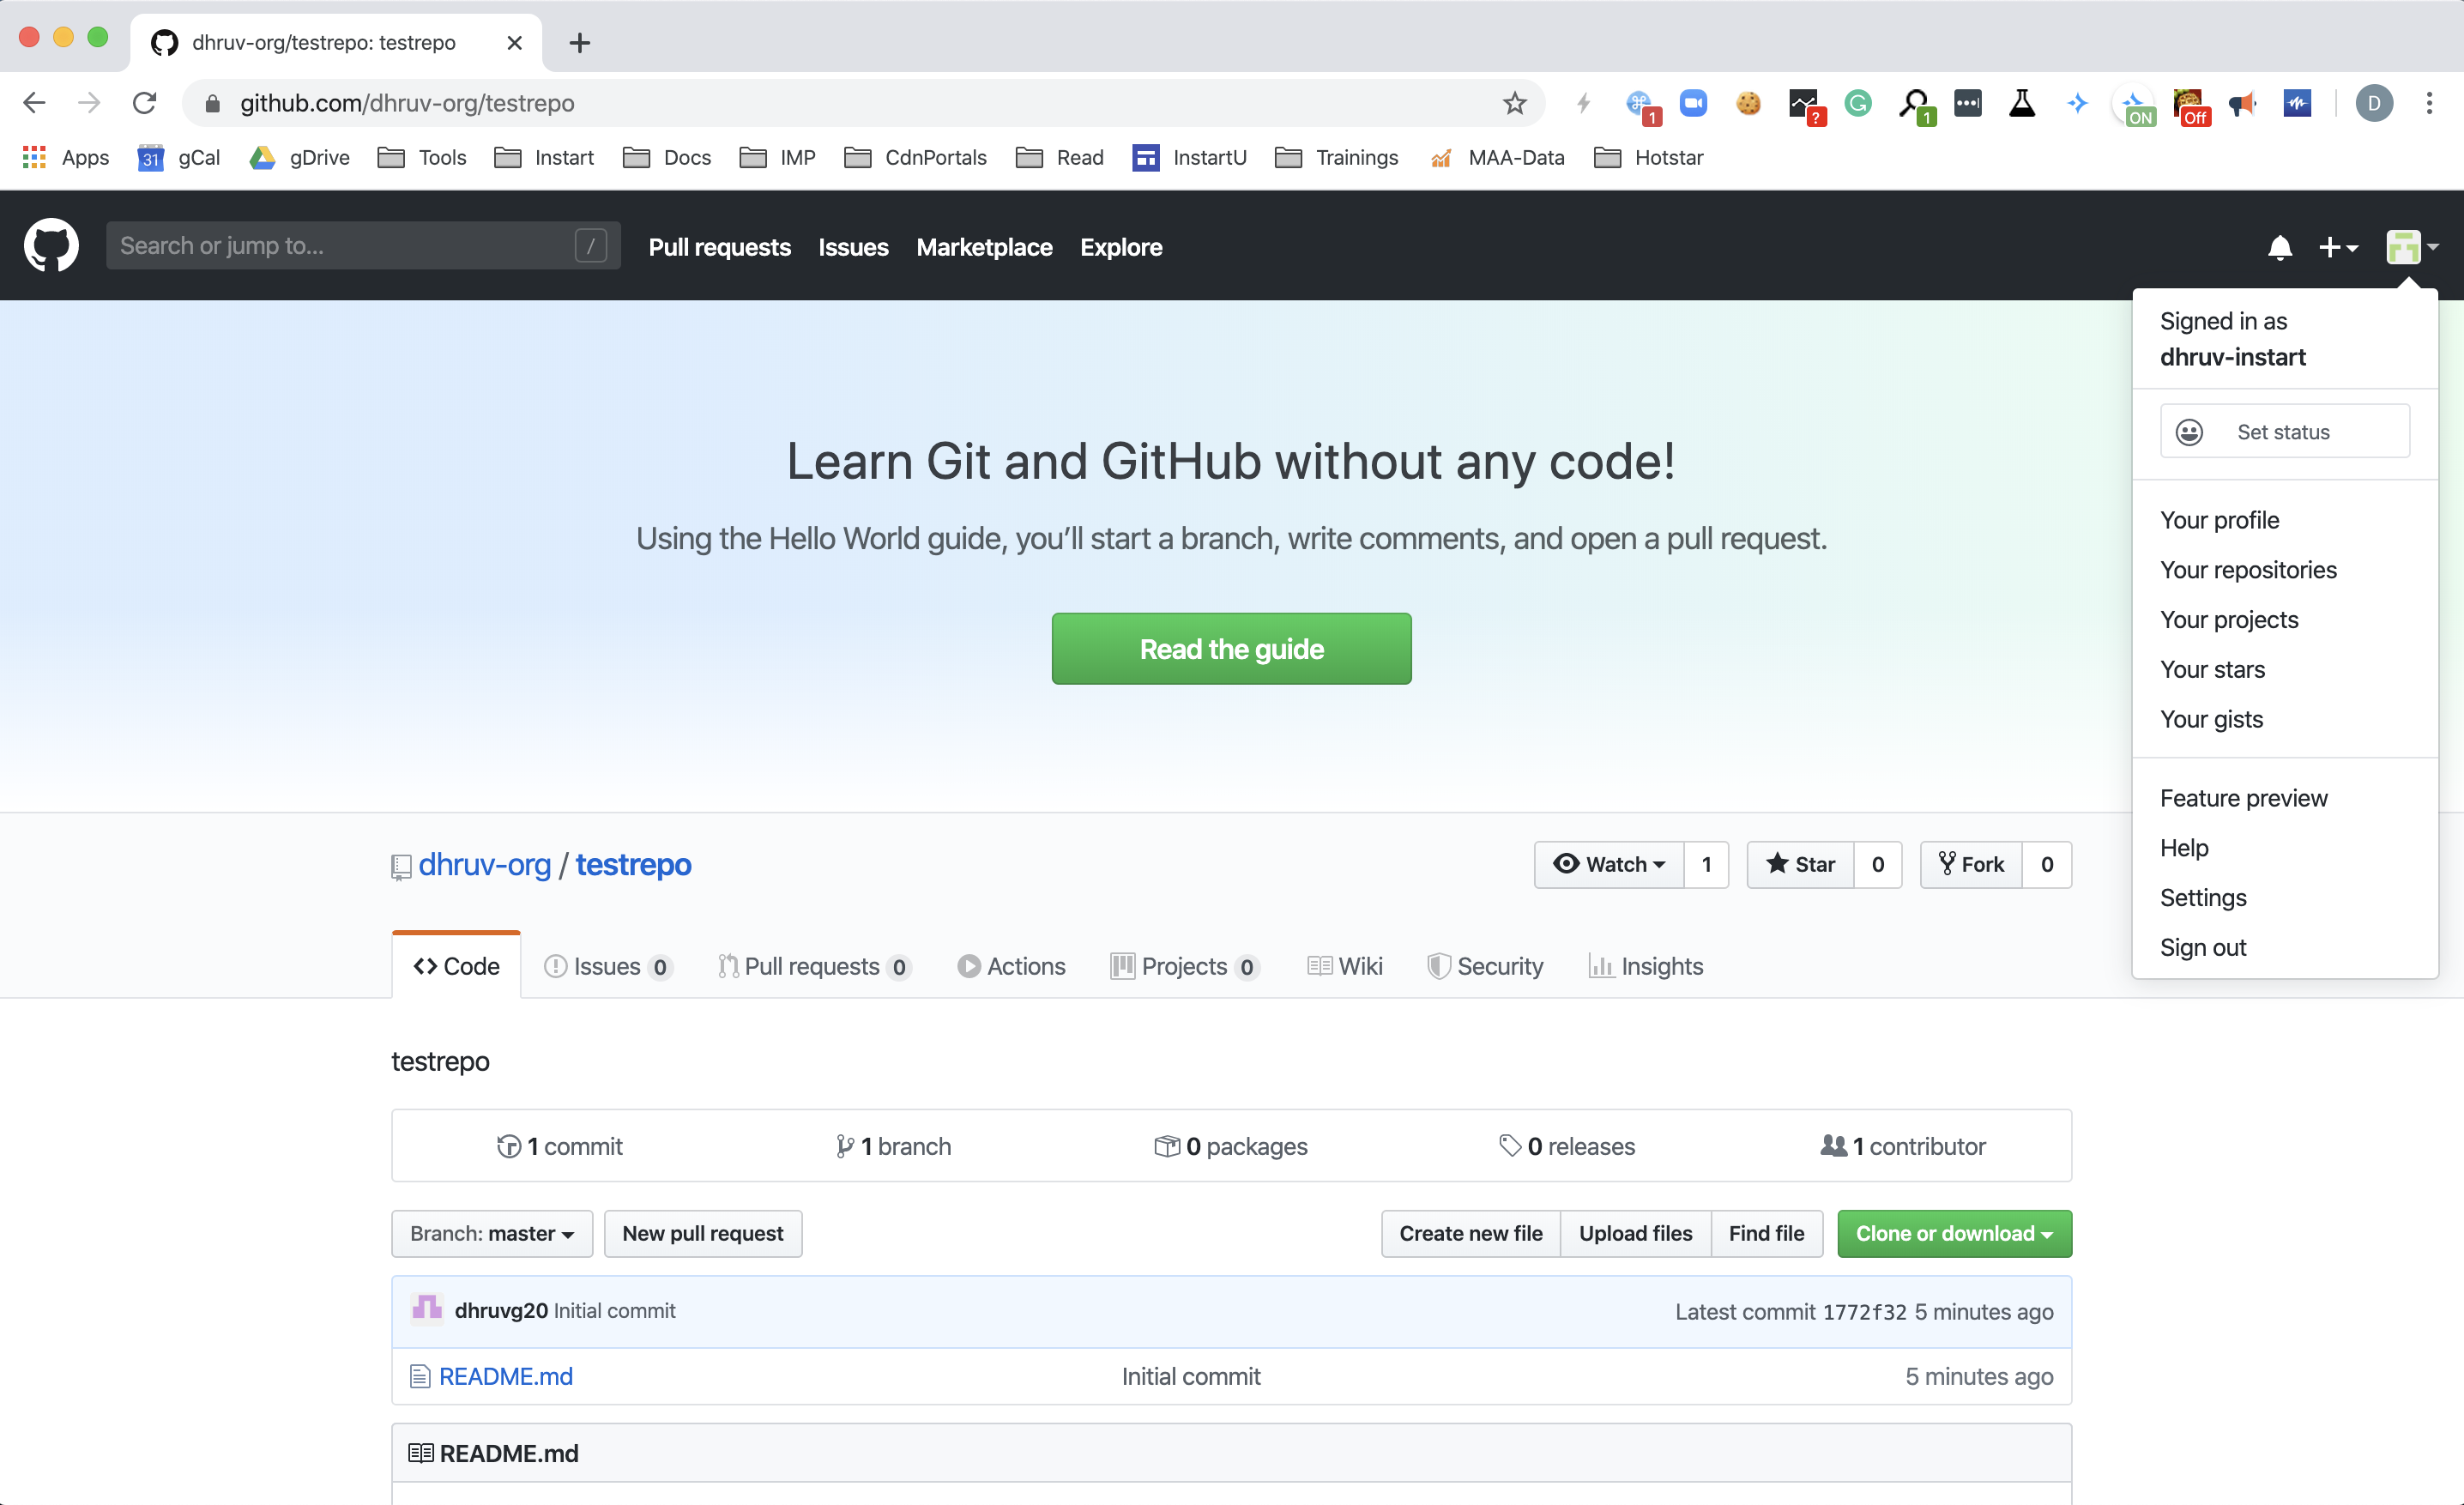 dhruv-org/testrepo: testrepo
github.com/dhruv-org/testrepo
1
?
1
ON
Off
D
Apps
31
gCal
gDrive
Tools
Instart
Docs
IMP
CdnPortals
Read
InstartU
Trainings
MAA-Data
Hotstar
Search or jump to...
/
Pull requests
Issues
Marketplace
Explore
Signed in as
dhruv-instart
Set status
Your profile
Your repositories
Your projects
Your stars
Your gists
Feature preview
Help
Settings
Sign out
Learn Git and GitHub without any code!
Using the Hello World guide, you’ll start a branch, write comments, and open a pull request.
Read the guide
dhruv-org / testrepo
Watch 1
Star 0
Fork 0
Code
Issues 0
Pull requests 0
Actions
Projects 0
Wiki
Security
Insights
testrepo
1 commit
1 branch
0 packages
0 releases
1 contributor
Branch: master
New pull request
Create new file
Upload files
Find file
Clone or download
dhruvg20 Initial commit
Latest commit 1772f32 5 minutes ago
README.md
Initial commit
5 minutes ago
README.md